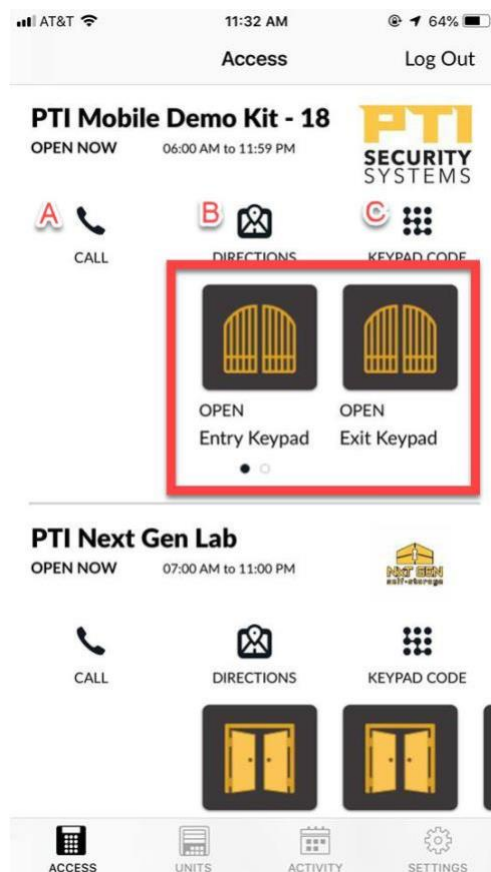 AT&T 11:32 AM 64%
Access Log Out
PTI Mobile Demo Kit - 18
OPEN NOW 06:00 AM to 11:59 PM
PTI
SECURITY
SYSTEMS
A B C
CALL DIRECTIONS KEYPAD CODE
OPEN OPEN
Entry Keypad Exit Keypad
PTI Next Gen Lab
OPEN NOW 07:00 AM to 11:00 PM
NXT GEN
self-storage
CALL DIRECTIONS KEYPAD CODE
ACCESS UNITS ACTIVITY SETTINGS